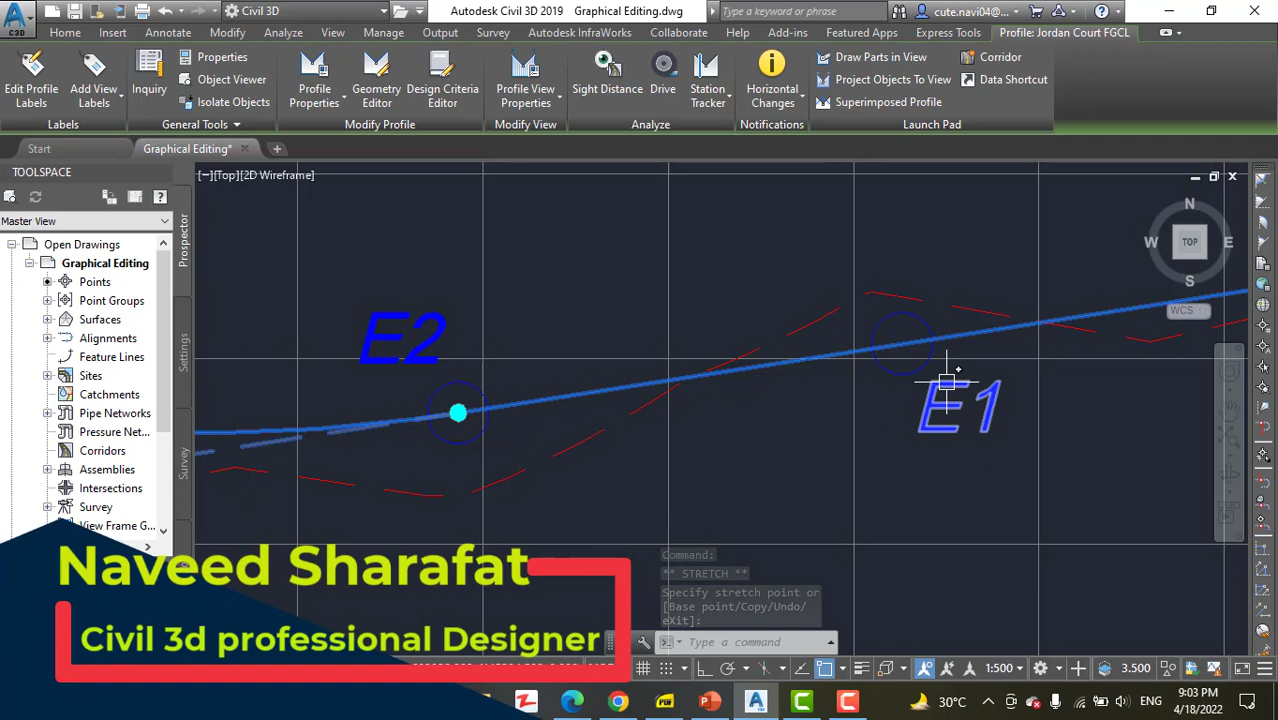 Civil 3D
Autodesk Civil 3D 2019 Graphical Editing.dwg
Type a keyword or phrase
cute.navi04@...
Home Insert Annotate Modify Analyze View Manage Output Survey Autodesk InfraWorks Collaborate Help Add-ins Featured Apps Express Tools Profile: Jordan Court FGCL
C3D
Edit Profile Labels
Add View Labels
Labels
Inquiry
Properties
Object Viewer
Isolate Objects
General Tools
Profile Properties
Geometry Editor
Design Criteria Editor
Modify Profile
Profile View Properties
Modify View
Sight Distance
Drive
Station Tracker
Analyze
Horizontal Changes
Notifications
Draw Parts in View
Project Objects To View
Superimposed Profile
Corridor
Data Shortcut
Launch Pad
Start
Graphical Editing*
TOOLSPACE
Master View
Open Drawings
Graphical Editing
Points
Point Groups
Surfaces
Alignments
Feature Lines
Sites
Catchments
Pipe Networks
Pressure Net...
Corridors
Assemblies
Intersections
Survey
View Frame G...
Prospector
Settings
Survey
[−][Top][2D Wireframe]
N
W TOP E
S
WCS
E2
E1
Command:
** STRETCH **
Specify stretch point or
[Base point/Copy/Undo/
eXit]:
Type a command
Naveed Sharafat
Civil 3d professional Designer
1:500
3.500
PDF
30°C
ENG
9:03 PM
4/18/2022